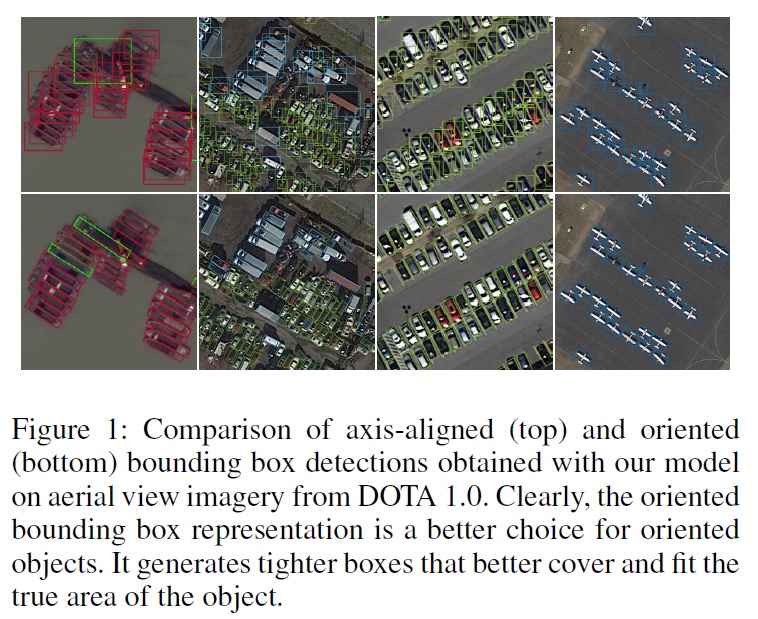 Figure 1: Comparison of axis-aligned (top) and oriented
(bottom) bounding box detections obtained with our model
on aerial view imagery from DOTA 1.0. Clearly, the oriented
bounding box representation is a better choice for oriented
objects. It generates tighter boxes that better cover and fit the
true area of the object.